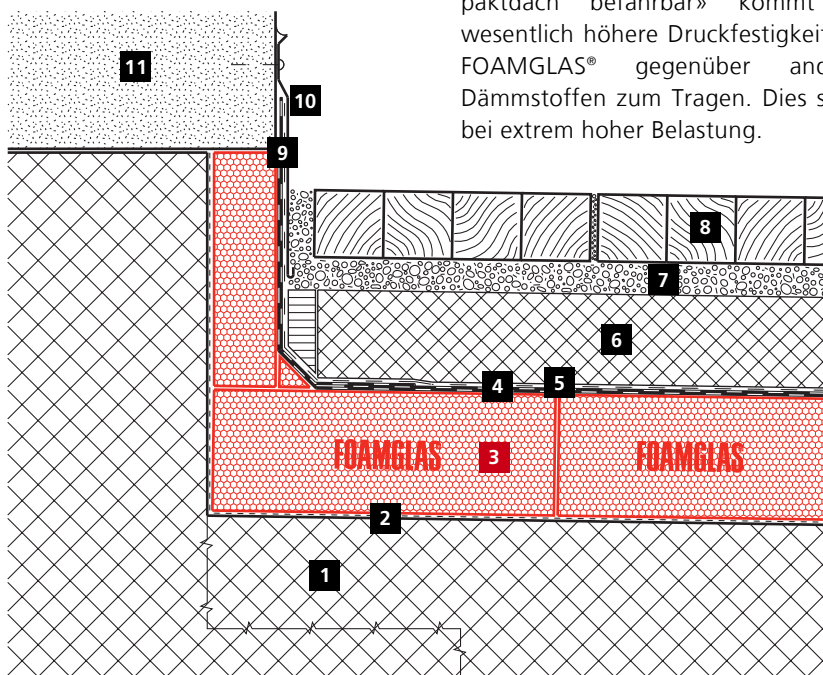 paktdach befahrbar» kommt
wesentlich höhere Druckfestigkeit
FOAMGLAS® gegenüber
Dämmstoffen zum Tragen. Dies
bei extrem hoher Belastung.
11
10
9
8
7
6
5
4
FOAMGLAS
3
FOAMGLAS
2
1